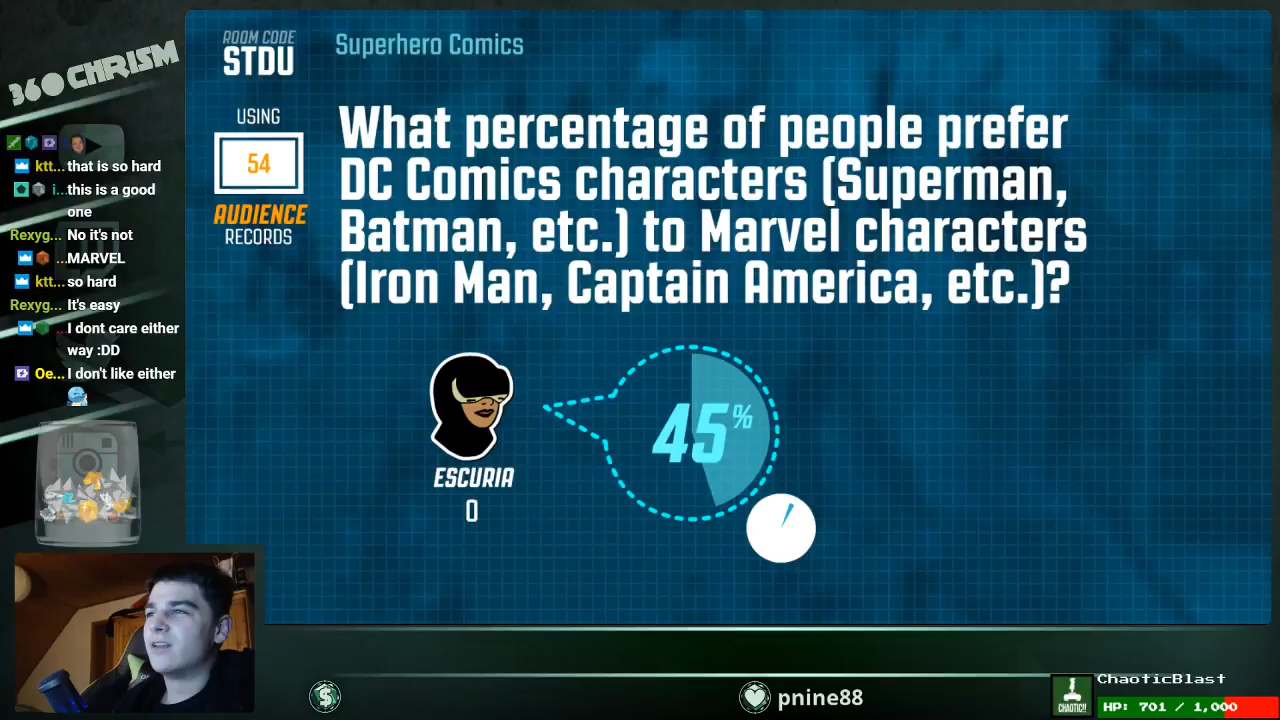 360 CHRISM
ROOM CODE
STDU
Superhero Comics
USING
54
AUDIENCE
RECORDS
What percentage of people prefer
DC Comics characters (Superman,
Batman, etc.) to Marvel characters
(Iron Man, Captain America, etc.)?
ktt... that is so hard
i... this is a good
one
Rexyg... No it's not
... MARVEL
ktt... so hard
Rexyg... It's easy
... I dont care either
way :DD
Oe... I don't like either
45%
ESCURIA
0
pnine88
ChaoticBlast
CHAOTIC!!
HP: 701 / 1,000